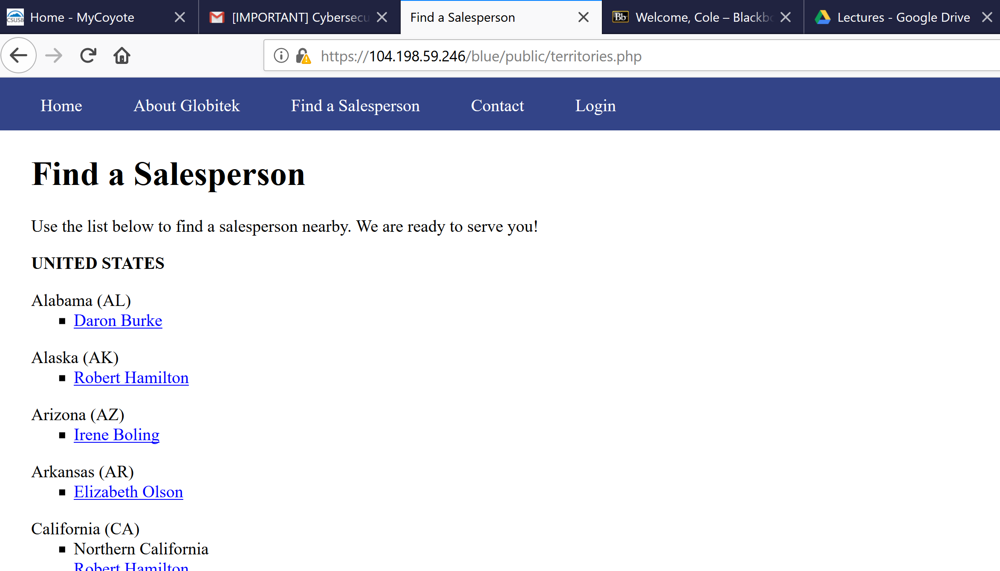 CSUSB Home - MyCoyote [IMPORTANT] Cybersecu Find a Salesperson Bb Welcome, Cole – Blackbo Lectures - Google Drive
https://104.198.59.246/blue/public/territories.php
Home About Globitek Find a Salesperson Contact Login
Find a Salesperson
Use the list below to find a salesperson nearby. We are ready to serve you!
UNITED STATES
Alabama (AL)
Daron Burke
Alaska (AK)
Robert Hamilton
Arizona (AZ)
Irene Boling
Arkansas (AR)
Elizabeth Olson
California (CA)
Northern California
Robert Hamilton